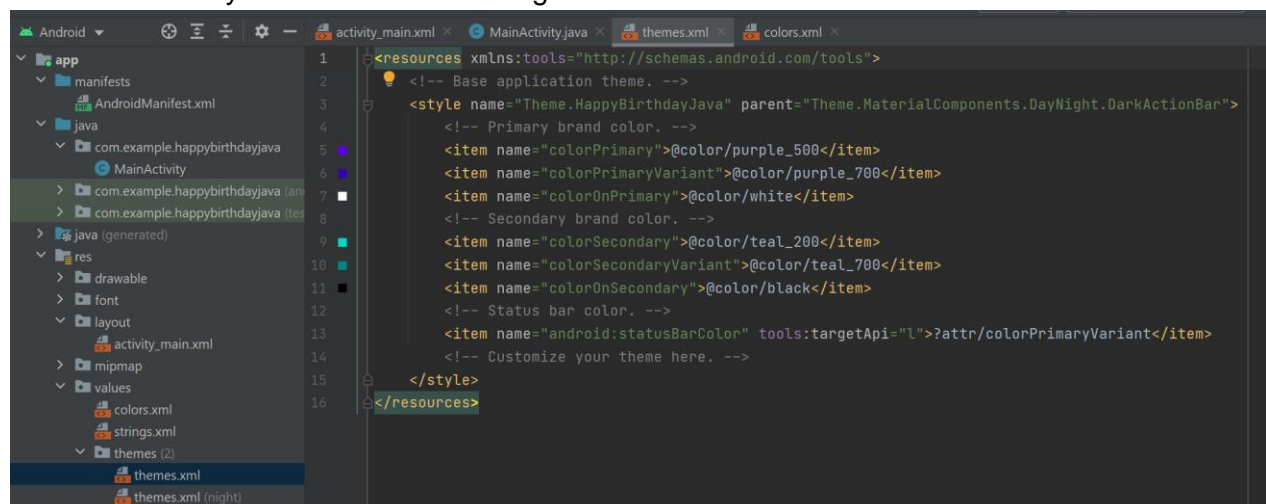 Android
activity_main.xml
MainActivity.java
themes.xml
colors.xml
app
manifests
AndroidManifest.xml
java
com.example.happybirthdayjava
MainActivity
com.example.happybirthdayjava
com.example.happybirthdayjava
java (generated)
res
drawable
font
layout
activity_main.xml
mipmap
values
colors.xml
strings.xml
themes (2)
themes.xml
themes.xml (night)
1 <resources xmlns:tools="http://schemas.android.com/tools">
2 <!-- Base application theme. -->
3 <style name="Theme.HappyBirthdayJava" parent="Theme.MaterialComponents.DayNight.DarkActionBar">
4 <!-- Primary brand color. -->
5 <item name="colorPrimary">@color/purple_500</item>
6 <item name="colorPrimaryVariant">@color/purple_700</item>
7 <item name="colorOnPrimary">@color/white</item>
8 <!-- Secondary brand color. -->
9 <item name="colorSecondary">@color/teal_200</item>
10 <item name="colorSecondaryVariant">@color/teal_700</item>
11 <item name="colorOnSecondary">@color/black</item>
12 <!-- Status bar color. -->
13 <item name="android:statusBarColor" tools:targetApi="l">?attr/colorPrimaryVariant</item>
14 <!-- Customize your theme here. -->
15 </style>
16 </resources>